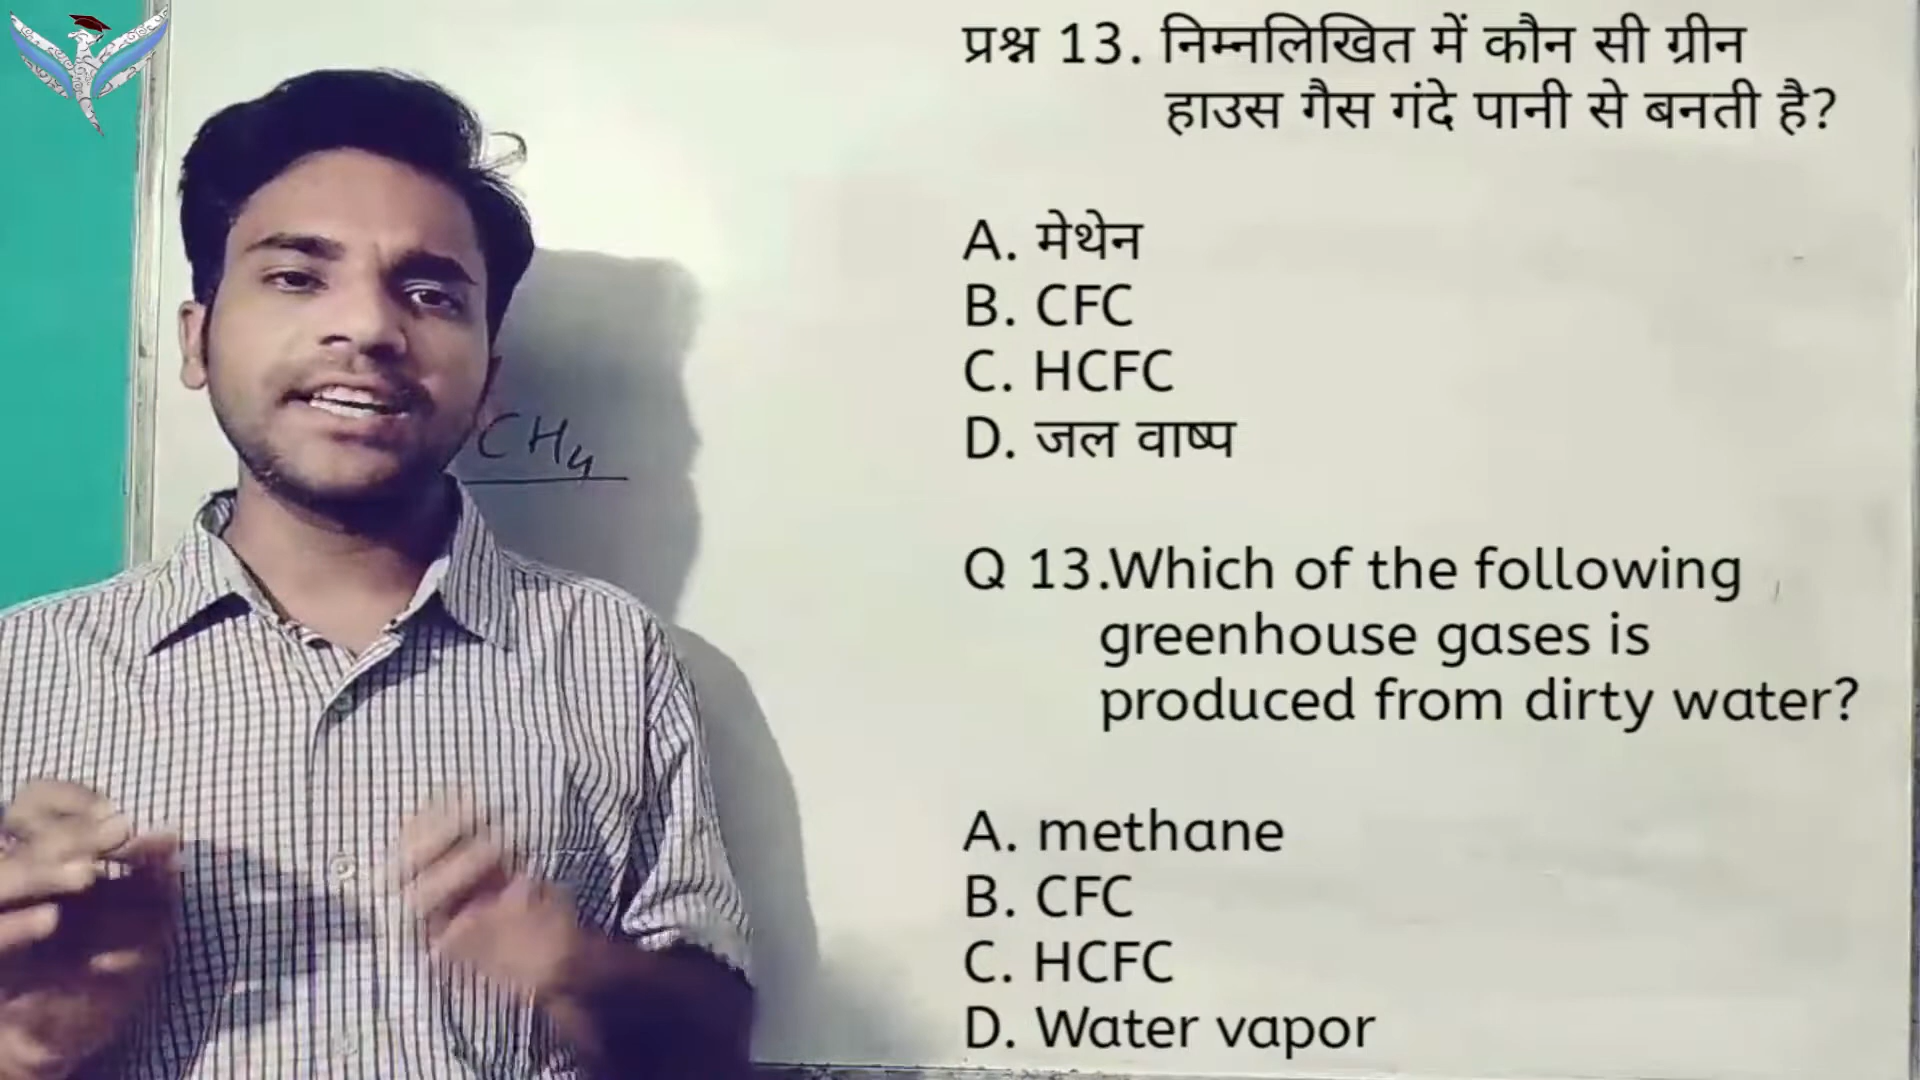 प्रश्न 13. निम्नलिखित में कौन सी ग्रीन
हाउस गैस गंदे पानी से बनती है?
A. मेथेन
B. CFC
C. HCFC
D. जल वाष्प
CH4
Q 13.Which of the following
greenhouse gases is
produced from dirty water?
A. methane
B. CFC
C. HCFC
D. Water vapor